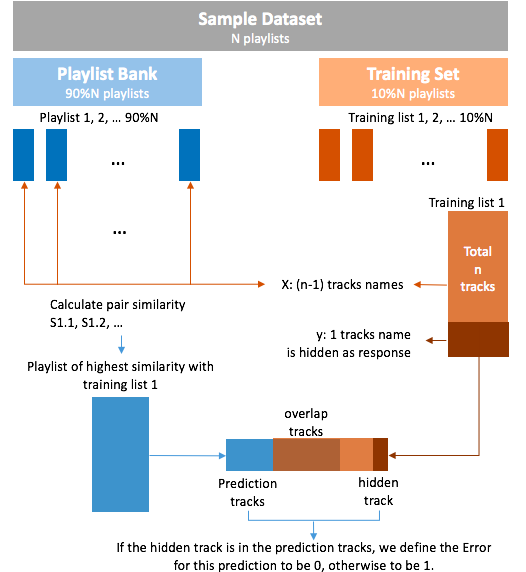 Sample Dataset
N playlists
Playlist Bank
90%N playlists
Training Set
10%N playlists
Playlist 1, 2, ... 90%N
Training list 1, 2, ... 10%N
...
...
Training list 1
...
Total
n
tracks
X: (n-1) tracks names
Calculate pair similarity
S1.1, S1.2, ...
y: 1 tracks name
is hidden as response
Playlist of highest similarity with
training list 1
overlap
tracks
Prediction
tracks
hidden
track
If the hidden track is in the prediction tracks, we define the Error
for this prediction to be 0, otherwise to be 1.